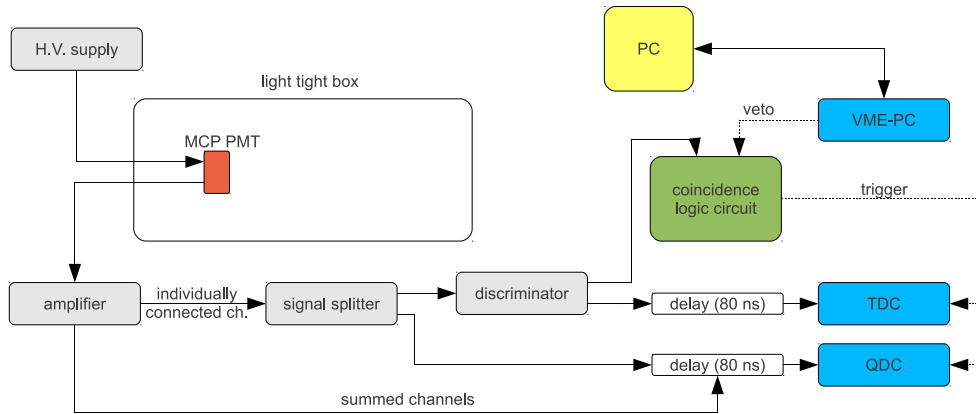 H.V. supply
PC
light tight box
veto
VME-PC
MCP PMT
coincidence
logic circuit
trigger
amplifier
individually
connected ch.
signal splitter
discriminator
delay (80 ns)
TDC
delay (80 ns)
QDC
summed channels